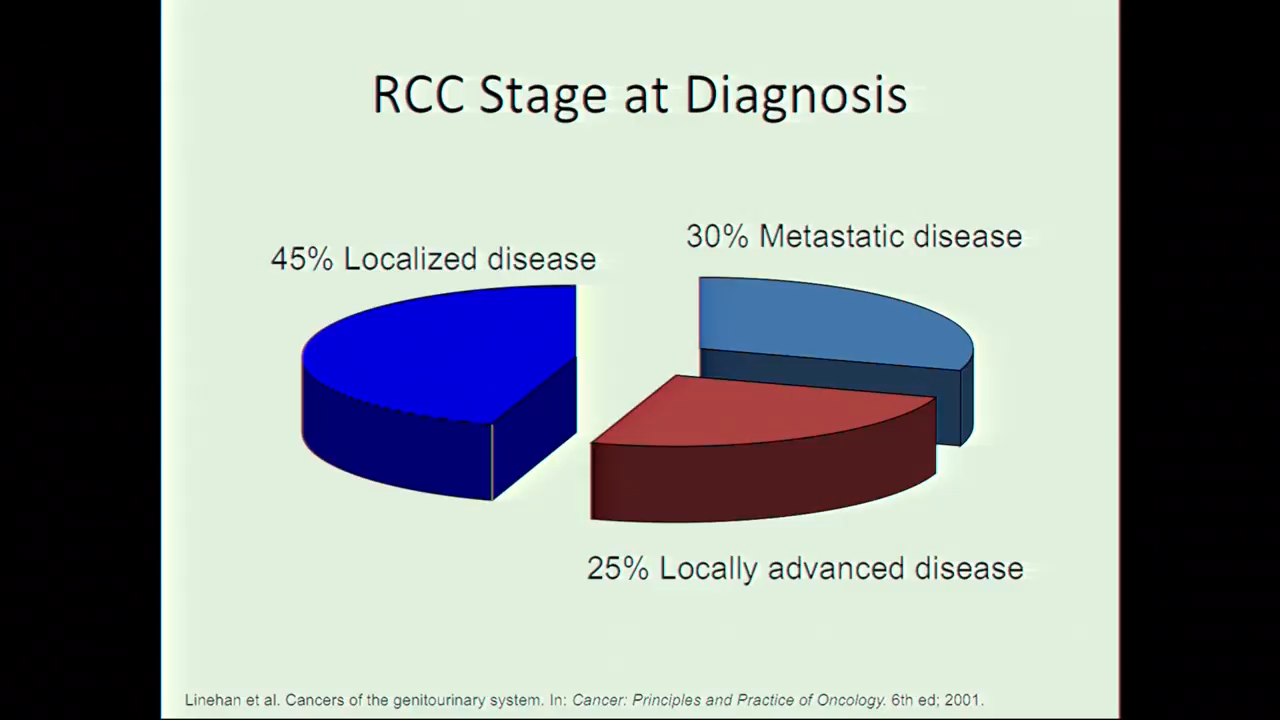 RCC Stage at Diagnosis
45% Localized disease
30% Metastatic disease
25% Locally advanced disease
Linehan et al. Cancers of the genitourinary system. In: Cancer: Principles and Practice of Oncology. 6th ed; 2001.